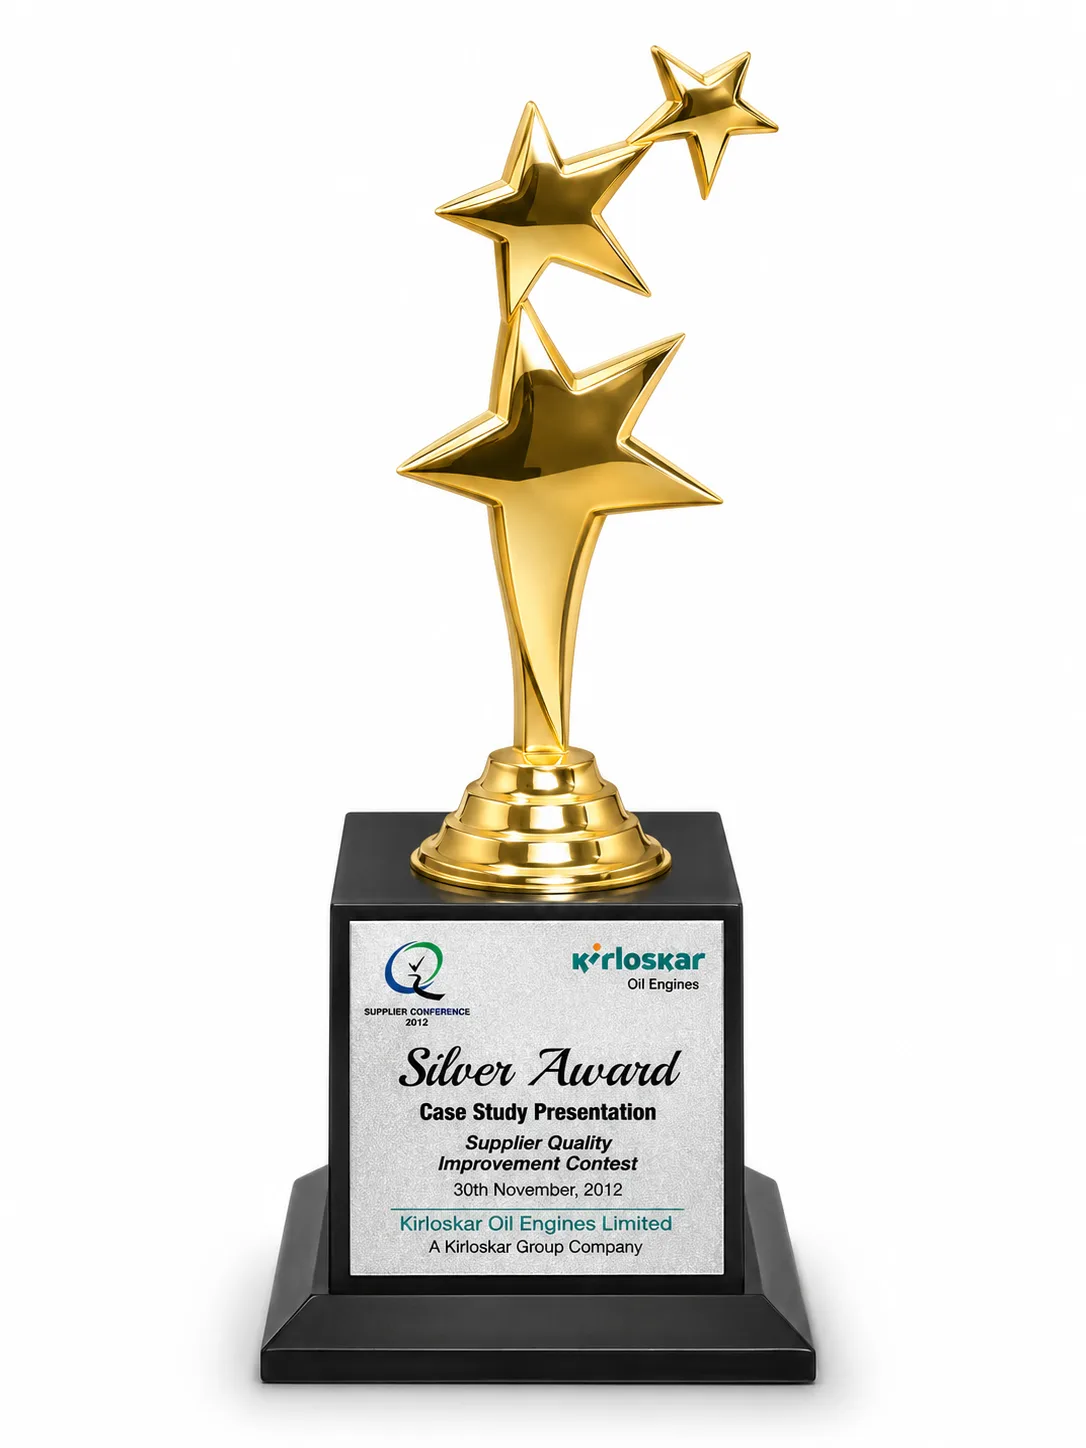 SUPPLIER CONFERENCE
2012
Kirloskar
Oil Engines
Silver Award
Case Study Presentation
Supplier Quality
Improvement Contest
30th November, 2012
Kirloskar Oil Engines Limited
A Kirloskar Group Company